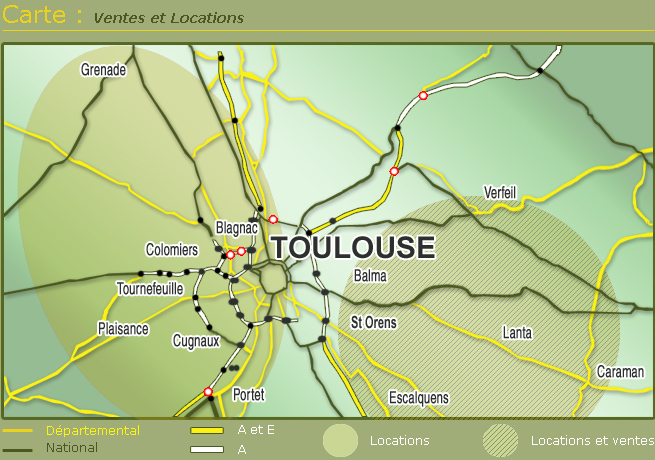 Carte : Ventes et Locations
Grenade
Verfeil
Blagnac
Colomiers
TOULOUSE
Balma
Tournefeuille
Plaisance
St Orens
Lanta
Cugnaux
Caraman
Portet
Escalquens
Départemental
A et E
Locations
Locations et ventes
National
A